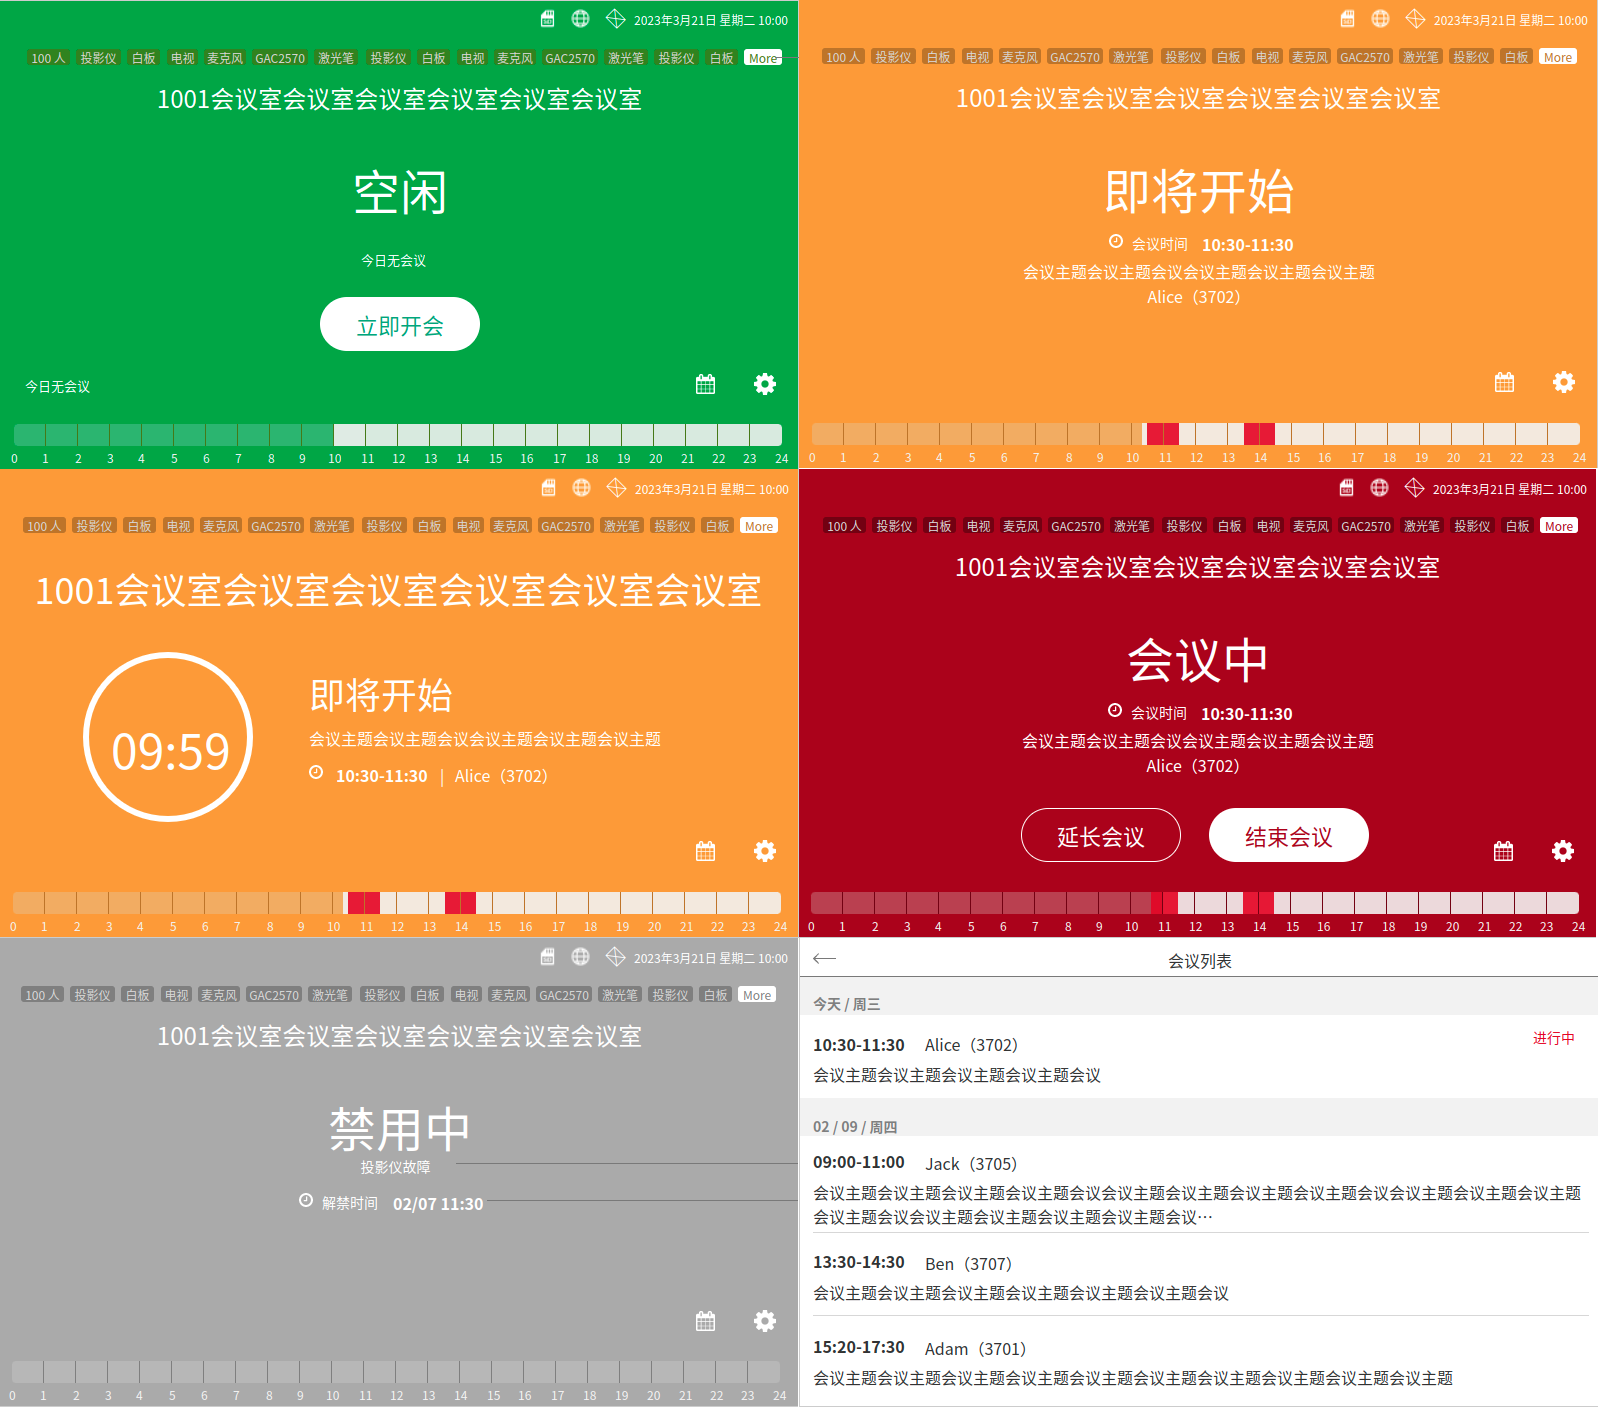 2023年3月21日 星期二 10:00
100 人 投影仪 白板 电视 麦克风 GAC2570 激光笔 投影仪 白板 电视 麦克风 GAC2570 激光笔 投影仪 白板 More
1001会议室会议室会议室会议室会议室会议室
空闲
今日无会议
立即开会
今日无会议
0 1 2 3 4 5 6 7 8 9 10 11 12 13 14 15 16 17 18 19 20 21 22 23 24
2023年3月21日 星期二 10:00
100 人 投影仪 白板 电视 麦克风 GAC2570 激光笔 投影仪 白板 电视 麦克风 GAC2570 激光笔 投影仪 白板 More
1001会议室会议室会议室会议室会议室会议室
即将开始
会议时间 10:30-11:30
会议主题会议主题会议会议主题会议主题会议主题
Alice（3702）
0 1 2 3 4 5 6 7 8 9 10 11 12 13 14 15 16 17 18 19 20 21 22 23 24
2023年3月21日 星期二 10:00
100 人 投影仪 白板 电视 麦克风 GAC2570 激光笔 投影仪 白板 电视 麦克风 GAC2570 激光笔 投影仪 白板 More
1001会议室会议室会议室会议室会议室会议室
09:59
即将开始
会议主题会议主题会议会议主题会议主题会议主题
10:30-11:30 | Alice（3702）
0 1 2 3 4 5 6 7 8 9 10 11 12 13 14 15 16 17 18 19 20 21 22 23 24
2023年3月21日 星期二 10:00
100 人 投影仪 白板 电视 麦克风 GAC2570 激光笔 投影仪 白板 电视 麦克风 GAC2570 激光笔 投影仪 白板 More
1001会议室会议室会议室会议室会议室会议室
会议中
会议时间 10:30-11:30
会议主题会议主题会议会议主题会议主题会议主题
Alice（3702）
延长会议 结束会议
0 1 2 3 4 5 6 7 8 9 10 11 12 13 14 15 16 17 18 19 20 21 22 23 24
2023年3月21日 星期二 10:00
100 人 投影仪 白板 电视 麦克风 GAC2570 激光笔 投影仪 白板 电视 麦克风 GAC2570 激光笔 投影仪 白板 More
1001会议室会议室会议室会议室会议室会议室
禁用中
投影仪故障
解禁时间 02/07 11:30
0 1 2 3 4 5 6 7 8 9 10 11 12 13 14 15 16 17 18 19 20 21 22 23 24
会议列表
今天 / 周三
10:30-11:30 Alice（3702） 进行中
会议主题会议主题会议主题会议主题会议
02 / 09 / 周四
09:00-11:00 Jack（3705）
会议主题会议主题会议主题会议主题会议会议主题会议主题会议主题会议主题会议会议主题会议主题会议主题
会议主题会议会议主题会议主题会议主题会议主题会议…
13:30-14:30 Ben（3707）
会议主题会议主题会议主题会议主题会议主题会议主题会议
15:20-17:30 Adam（3701）
会议主题会议主题会议主题会议主题会议主题会议主题会议主题会议主题会议主题会议主题